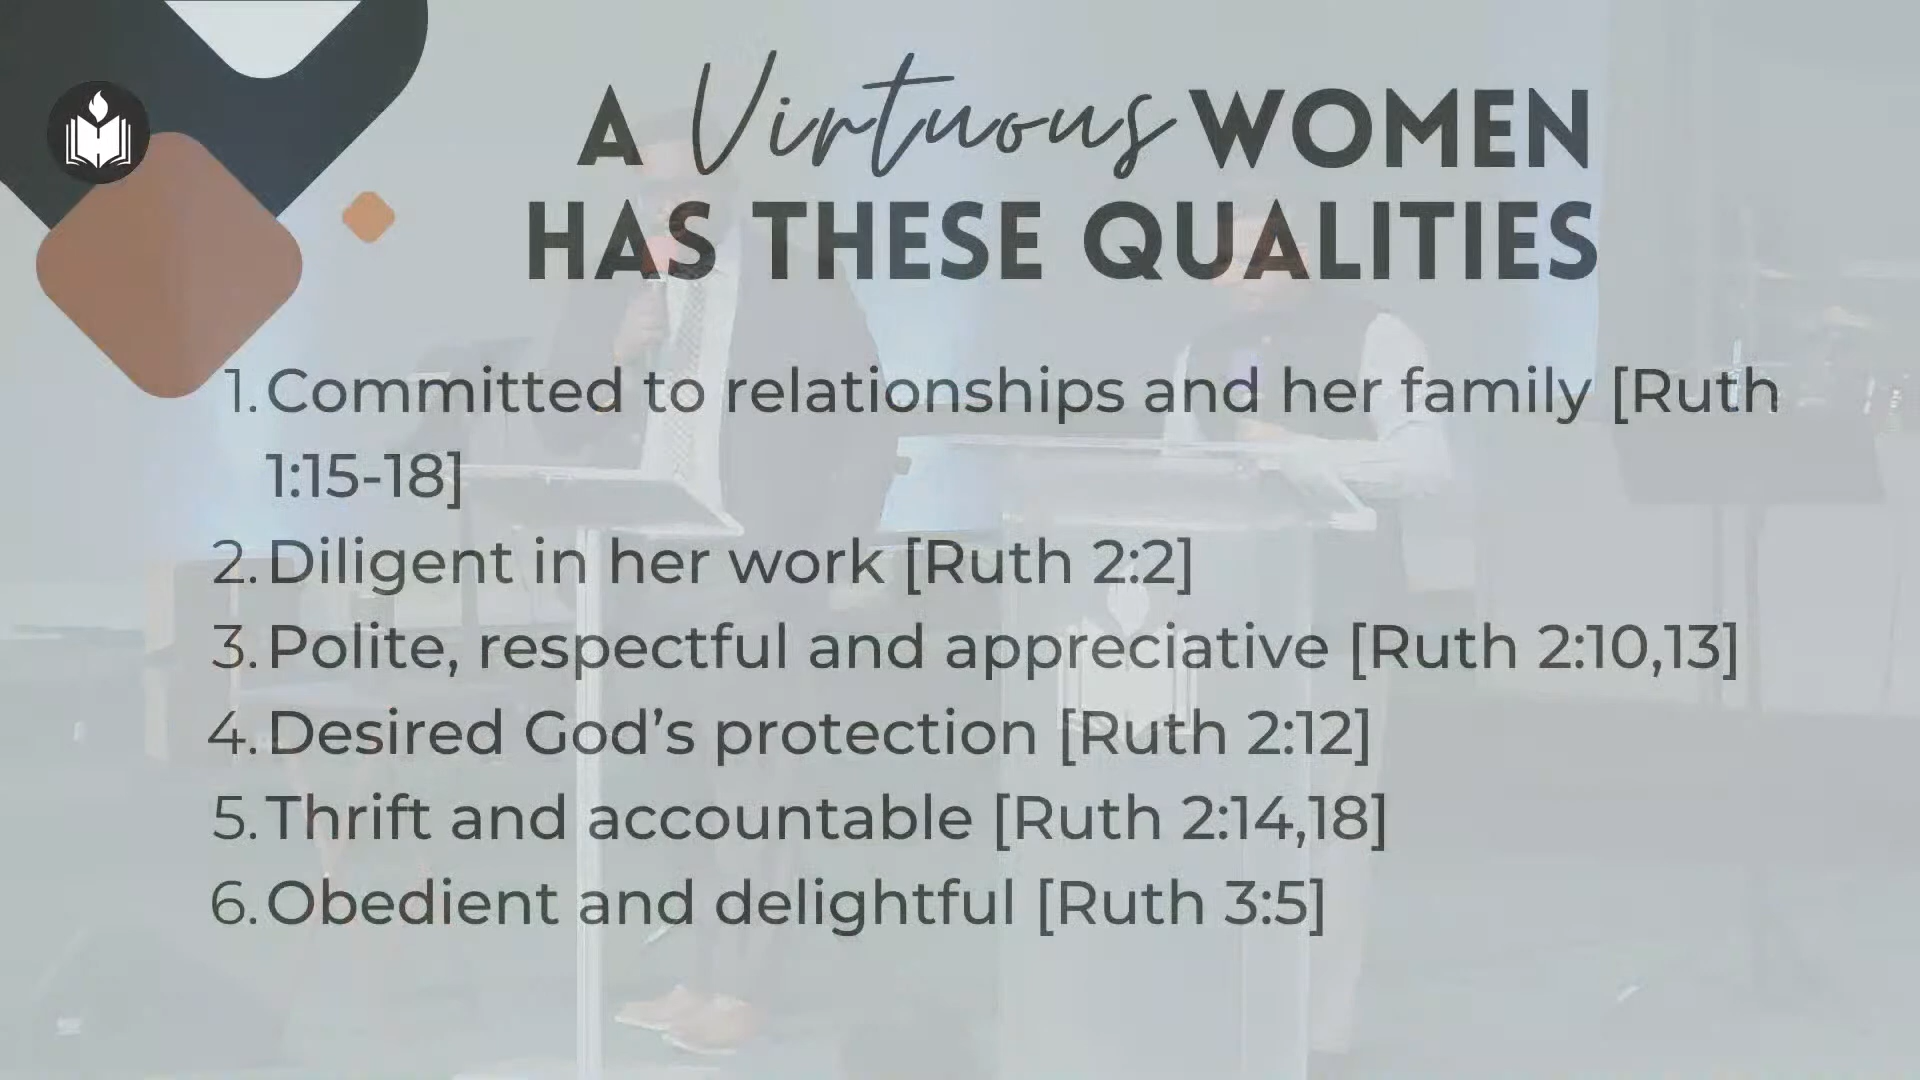 A Virtuous WOMEN
HAS THESE QUALITIES
1. Committed to relationships and her family [Ruth
1:15-18]
2. Diligent in her work [Ruth 2:2]
3. Polite, respectful and appreciative [Ruth 2:10,13]
4. Desired God’s protection [Ruth 2:12]
5. Thrift and accountable [Ruth 2:14,18]
6. Obedient and delightful [Ruth 3:5]